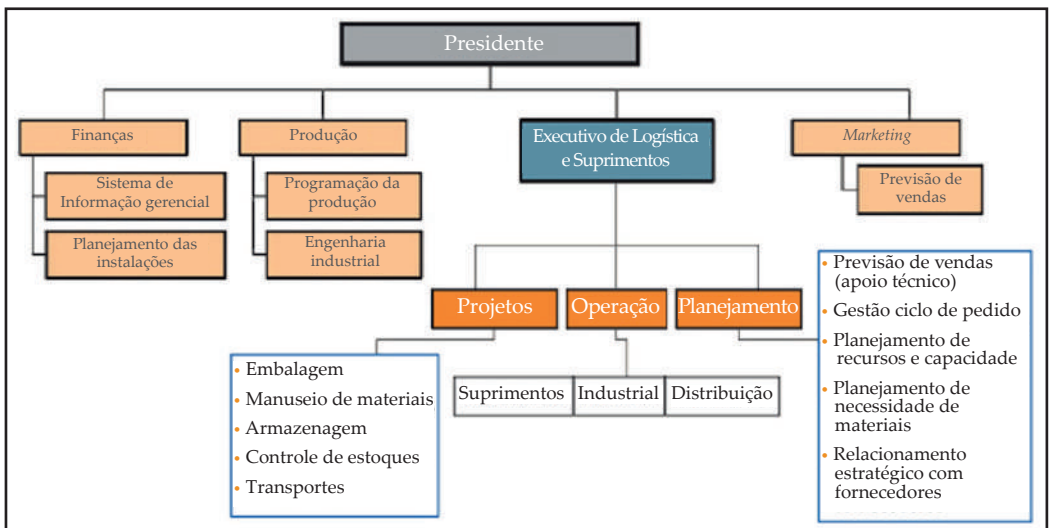 Presidente
Finanças
Sistema de
Informação gerencial
Planejamento das
instalações
Produção
Programação da
produção
Engenharia
industrial
Executivo de Logística
e Suprimentos
Marketing
Previsão de
vendas
Projetos
Operação
Planejamento
• Embalagem
• Manuseio de materiais
• Armazenagem
• Controle de estoques
• Transportes
Suprimentos
Industrial
Distribuição
• Previsão de vendas
(apoio técnico)
• Gestão ciclo de pedido
• Planejamento de
recursos e capacidade
• Planejamento de
necessidade de
materiais
• Relacionamento
estratégico com
fornecedores